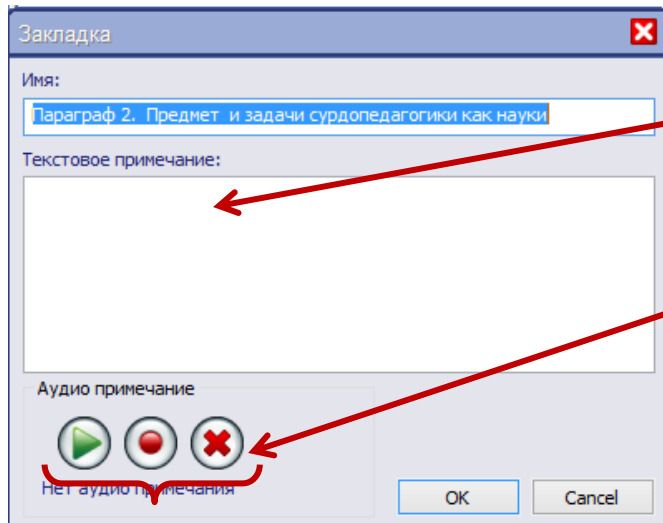 Закладка
Имя:
Параграф 2. Предмет и задачи сурдопедагогики как науки
Текстовое примечание:
Аудио примечание
Нет аудио примечания
OK
Cancel